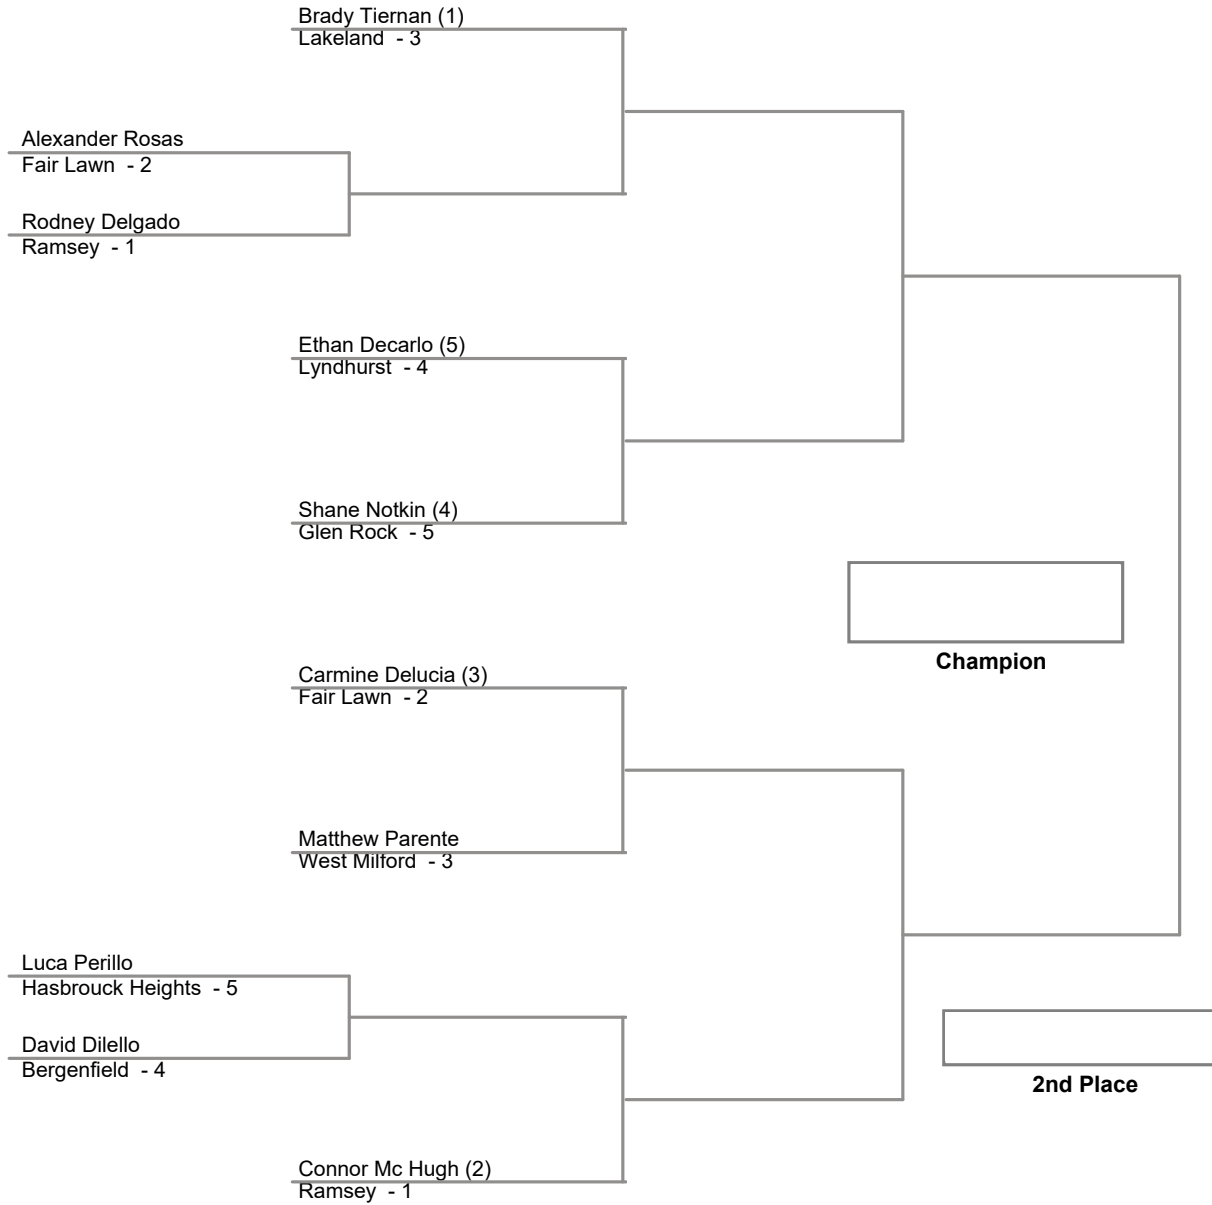 Brady Tiernan (1)
Lakeland - 3
Alexander Rosas
Fair Lawn - 2
Rodney Delgado
Ramsey - 1
Ethan Decarlo (5)
Lyndhurst - 4
Shane Notkin (4)
Glen Rock - 5
Champion
Carmine Delucia (3)
Fair Lawn - 2
Matthew Parente
West Milford - 3
Luca Perillo
Hasbrouck Heights - 5
David Dilello
Bergenfield - 4
2nd Place
Connor Mc Hugh (2)
Ramsey - 1